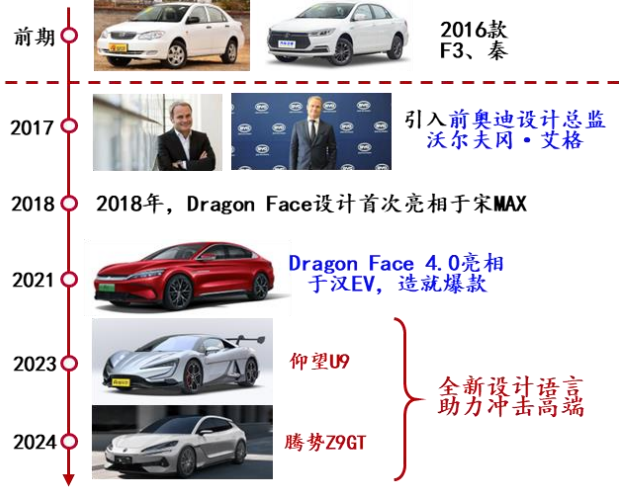 前期
2016款
F3、秦
2017
BYD
BYD
引入前奥迪设计总监
沃尔夫冈·艾格
2018
2018年，Dragon Face设计首次亮相于宋MAX
2021
Dragon Face 4.0亮相
于汉EV，造就爆款
2023
仰望U9
全新设计语言
助力冲击高端
2024
腾势Z9GT